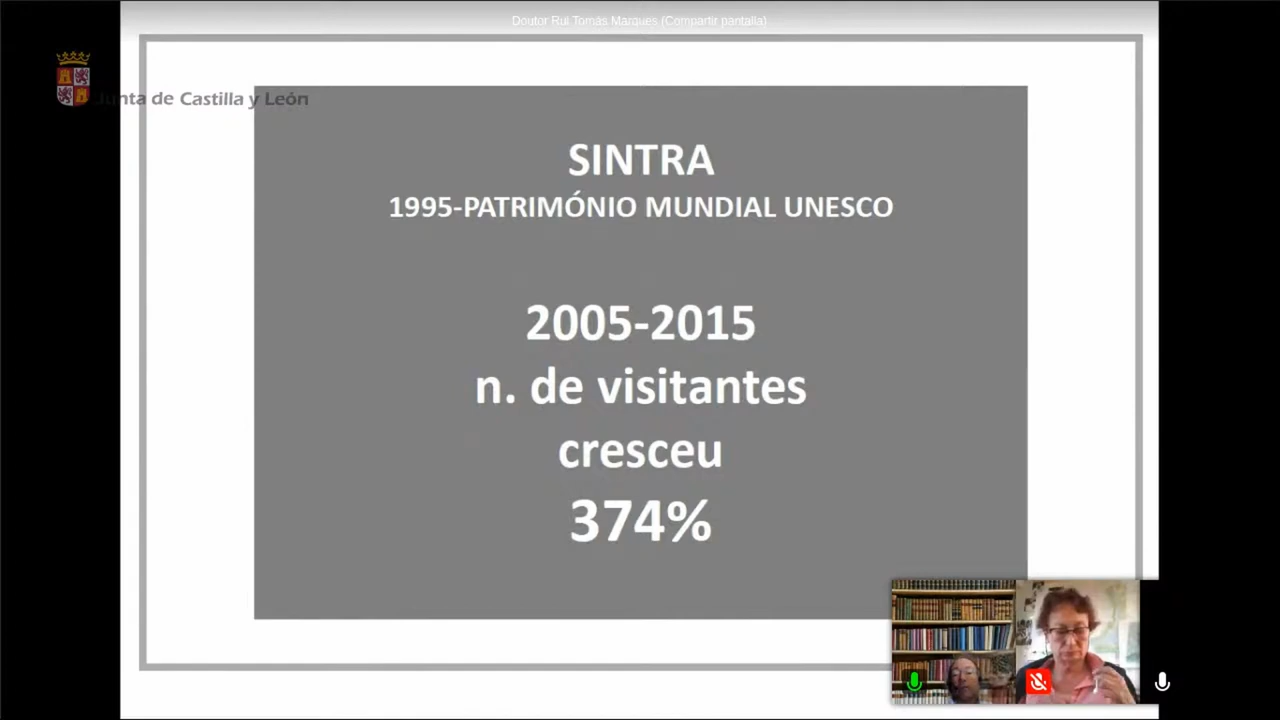 Doutor Rui Tomás Marques (Compartir pantalla)
Junta de Castilla y León
SINTRA
1995-PATRIMÓNIO MUNDIAL UNESCO
2005-2015
n. de visitantes
cresceu
374%